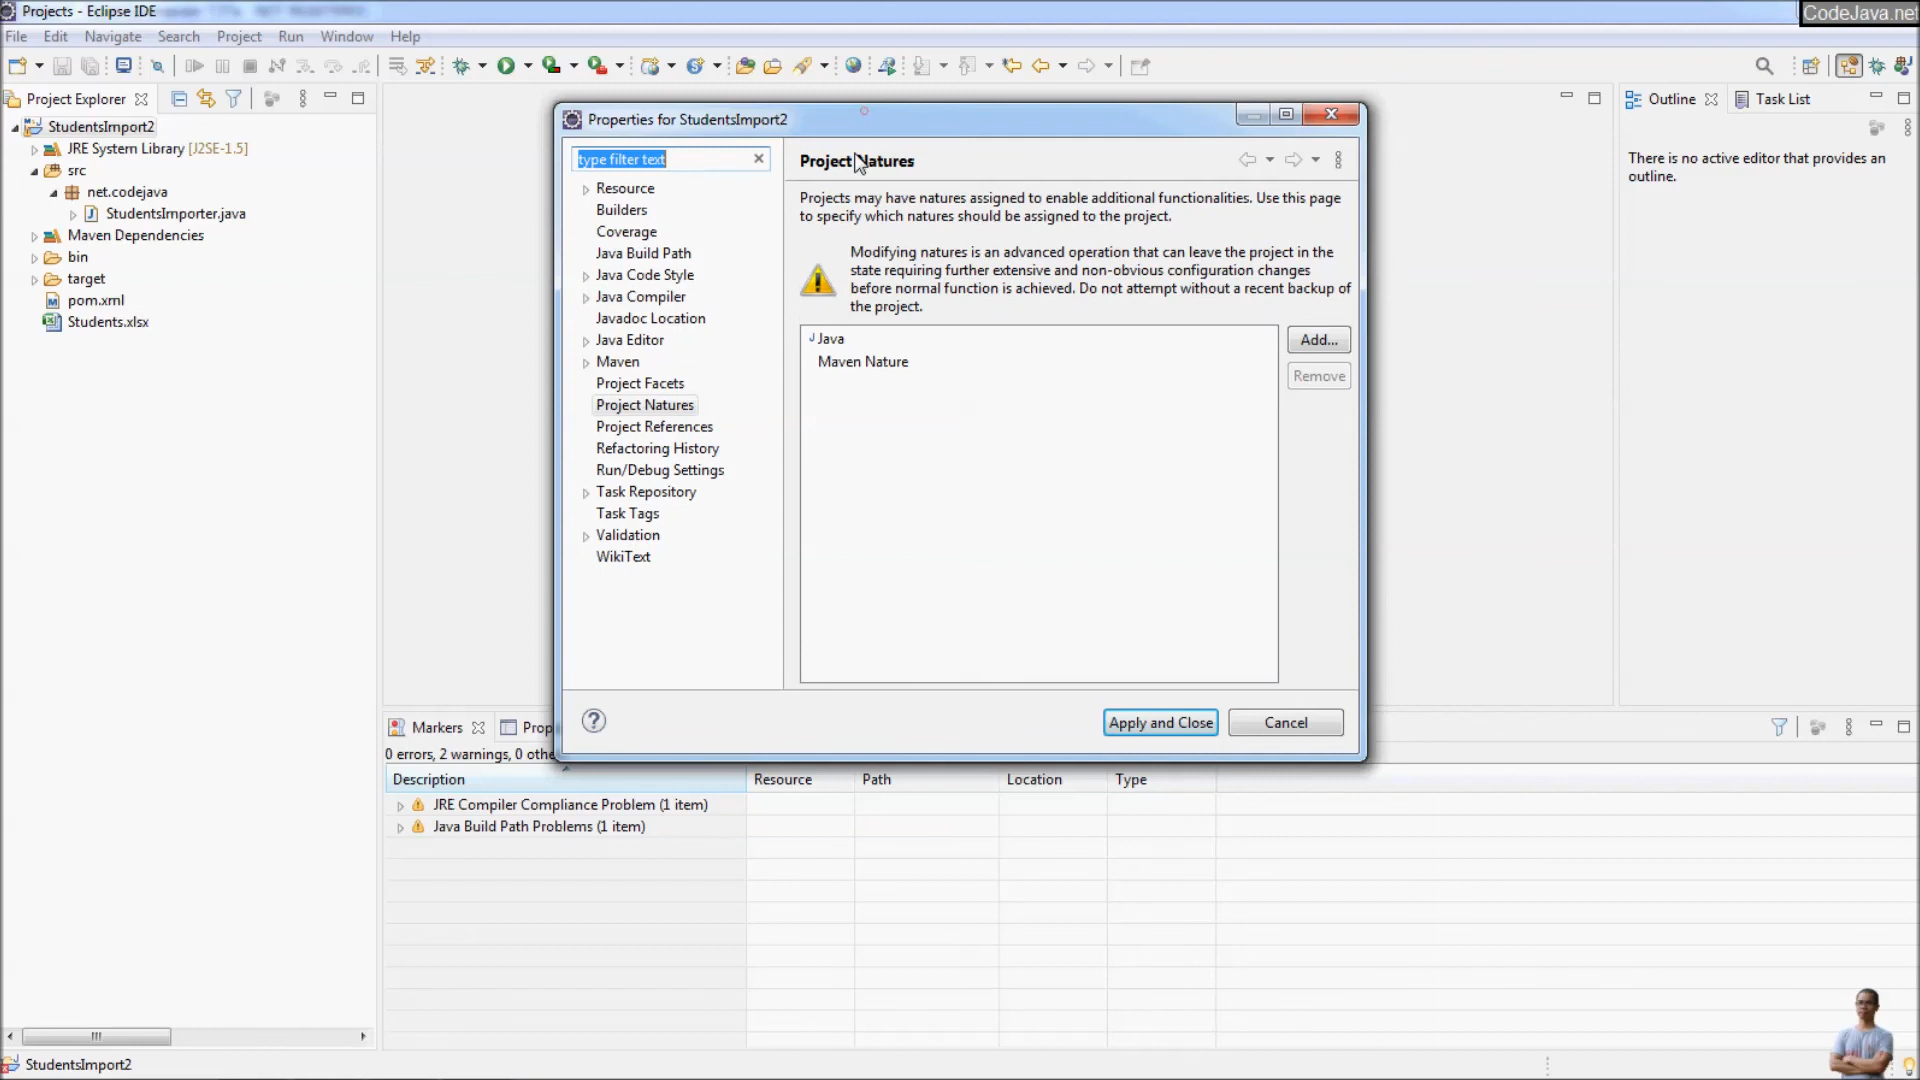 Projects - Eclipse IDE
CodeJava.net
File Edit Navigate Search Project Run Window Help
Project Explorer
StudentsImport2
JRE System Library [J2SE-1.5]
src
net.codejava
StudentsImporter.java
Maven Dependencies
bin
target
pom.xml
Students.xlsx
Properties for StudentsImport2
type filter text
Resource
Builders
Coverage
Java Build Path
Java Code Style
Java Compiler
Javadoc Location
Java Editor
Maven
Project Facets
Project Natures
Project References
Refactoring History
Run/Debug Settings
Task Repository
Task Tags
Validation
WikiText
Project Natures
Projects may have natures assigned to enable additional functionalities. Use this page
to specify which natures should be assigned to the project.
Modifying natures is an advanced operation that can leave the project in the
state requiring further extensive and non-obvious configuration changes
before normal function is achieved. Do not attempt without a recent backup of
the project.
Java
Maven Nature
Add...
Remove
Apply and Close
Cancel
Outline
Task List
There is no active editor that provides an
outline.
Markers
Prop
0 errors, 2 warnings, 0 othe
Description Resource Path Location Type
JRE Compiler Compliance Problem (1 item)
Java Build Path Problems (1 item)
StudentsImport2